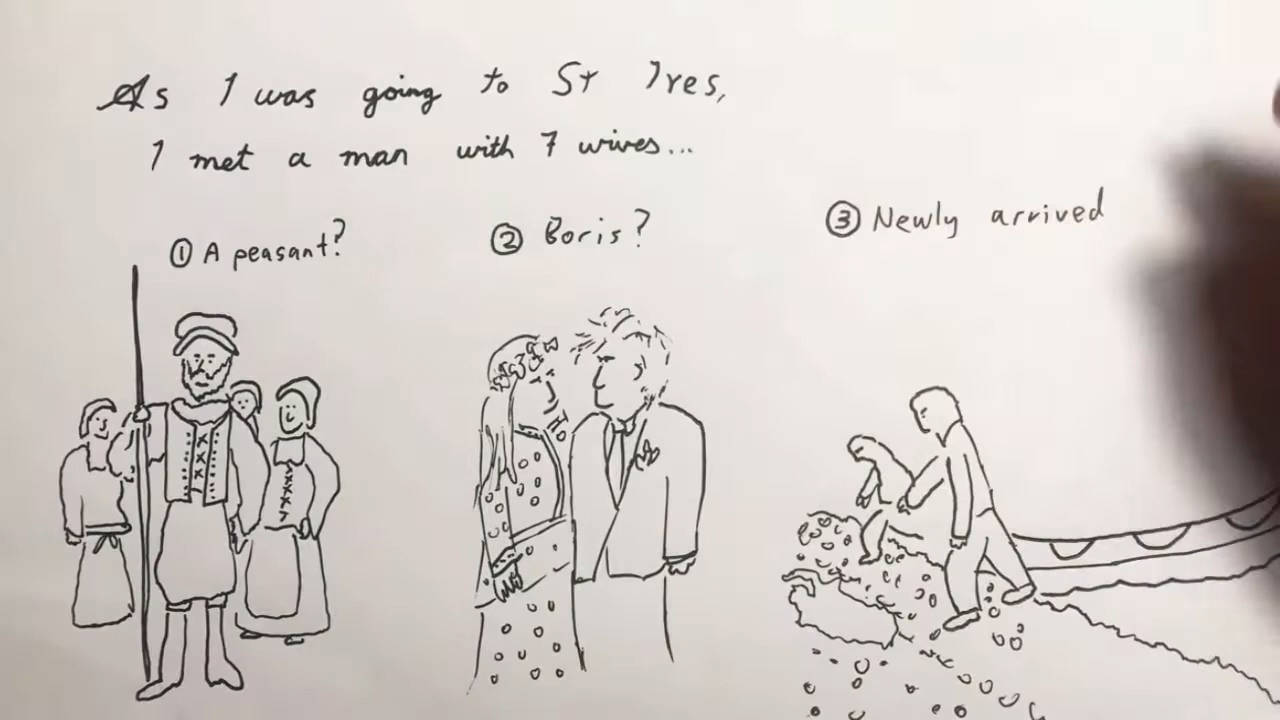 As I was going to St Ives,
I met a man with 7 wives...
① A peasant?
② Boris?
③ Newly arrived